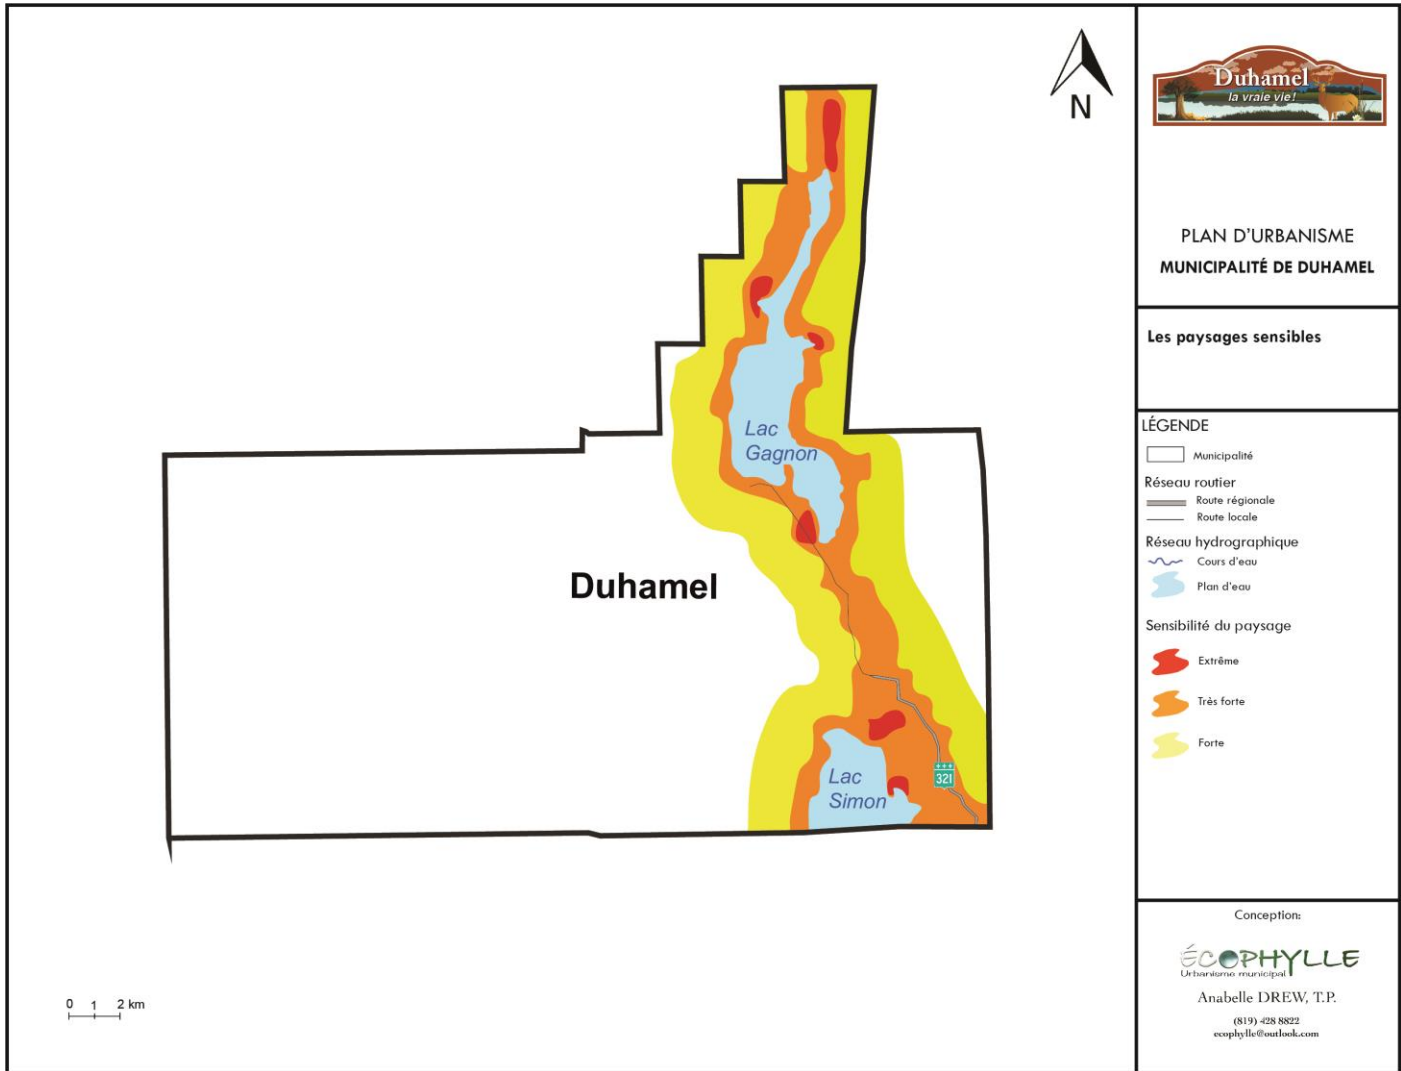 N
Lac
Gagnon
Duhamel
Lac
Simon
321
0 1 2 km
Duhamel
la vraie vie!
PLAN D'URBANISME
MUNICIPALITÉ DE DUHAMEL
Les paysages sensibles
LÉGENDE
Municipalité
Réseau routier
Route régionale
Route locale
Réseau hydrographique
Cours d'eau
Plan d'eau
Sensibilité du paysage
Extrême
Très forte
Forte
Conception:
ÉCOPHYLLE
Urbanisme municipal
Anabelle DREW, T.P.
(819) 428 8822
ecophylle@outlook.com